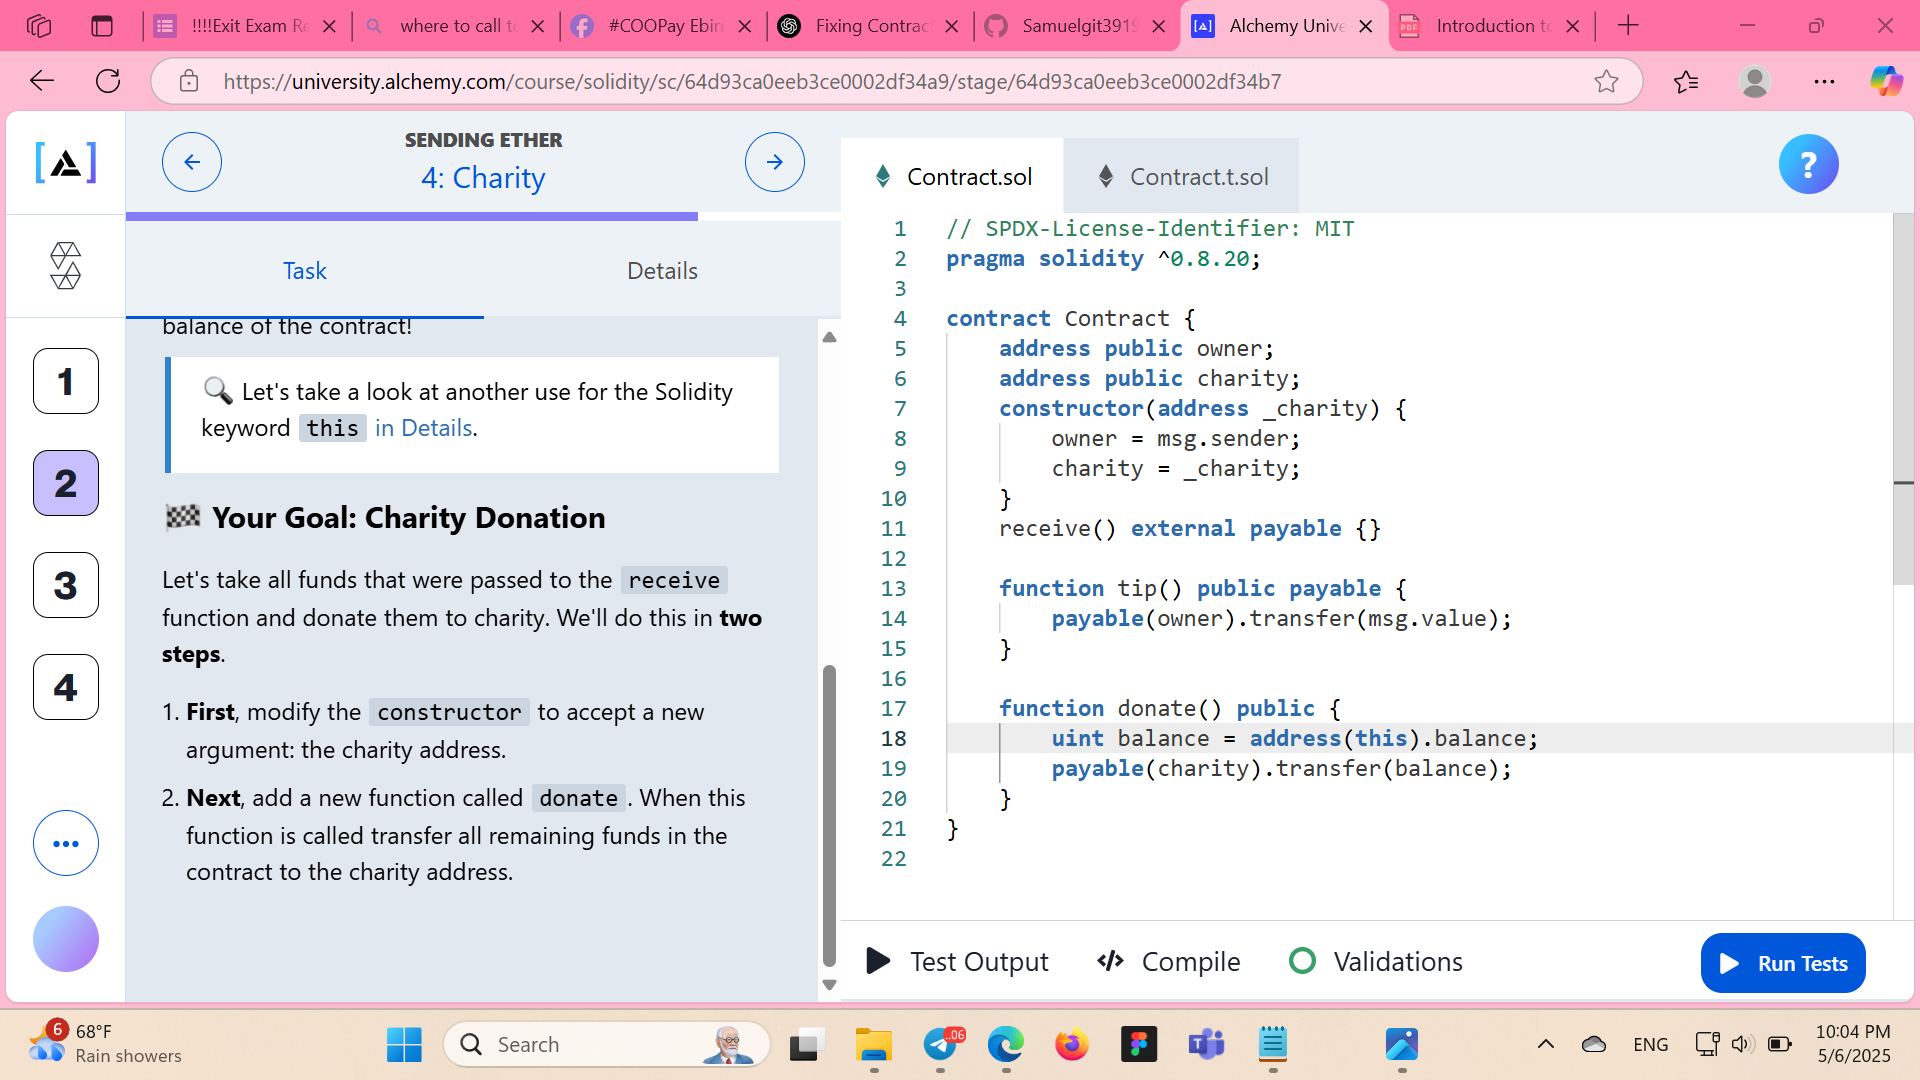 !!!!Exit Exam Re
where to call to
#COOPay Ebir
Fixing Contrac
Samuelgit3919
Alchemy Unive
Introduction to
https://university.alchemy.com/course/solidity/sc/64d93ca0eeb3ce0002df34a9/stage/64d93ca0eeb3ce0002df34b7
SENDING ETHER
4: Charity
Task
Details
1
2
3
4
balance of the contract!
Let's take a look at another use for the Solidity
keyword this in Details.
Your Goal: Charity Donation
Let's take all funds that were passed to the receive
function and donate them to charity. We'll do this in two
steps.
1. First, modify the constructor to accept a new
argument: the charity address.
2. Next, add a new function called donate. When this
function is called transfer all remaining funds in the
contract to the charity address.
Contract.sol
Contract.t.sol
?
1 // SPDX-License-Identifier: MIT
2 pragma solidity ^0.8.20;
3
4 contract Contract {
5 address public owner;
6 address public charity;
7 constructor(address _charity) {
8 owner = msg.sender;
9 charity = _charity;
10 }
11 receive() external payable {}
12
13 function tip() public payable {
14 payable(owner).transfer(msg.value);
15 }
16
17 function donate() public {
18 uint balance = address(this).balance;
19 payable(charity).transfer(balance);
20 }
21 }
22
Test Output
Compile
Validations
Run Tests
6
68°F
Rain showers
Search
..06
ENG
10:04 PM
5/6/2025